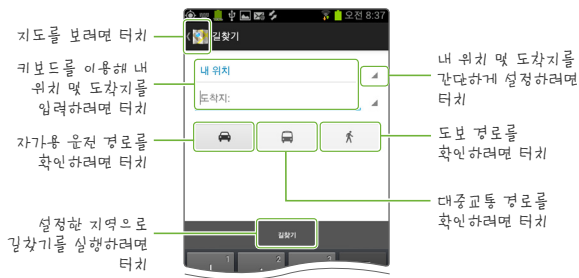 오전 8:37
지도를 보려면 터치
길찾기
키보드를 이용해 내
위치 및 도착지를
입력하려면 터치
내 위치
도착지:
내 위치 및 도착지를
간단하게 설정하려면
터치
자가용 운전 경로를
확인하려면 터치
도보 경로를
확인하려면 터치
대중교통 경로를
확인하려면 터치
설정한 지역으로
길찾기를 실행하려면
터치
길찾기
1 2 3